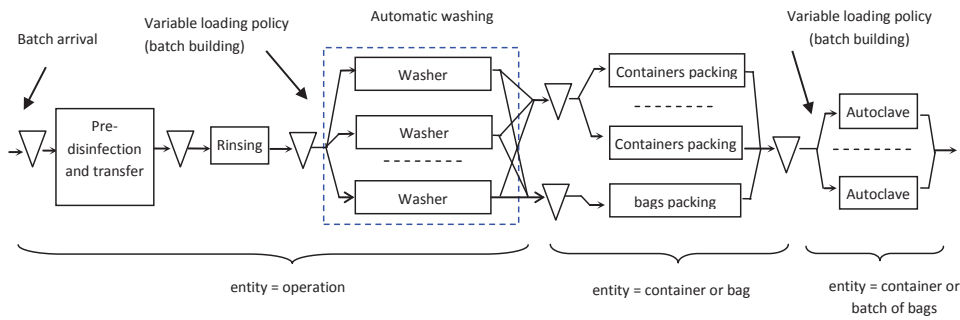 Batch arrival
Variable loading policy
(batch building)
Automatic washing
Variable loading policy
(batch building)
Pre-
disinfection
and transfer
Rinsing
Washer
Washer
Washer
Containers packing
Containers packing
bags packing
Autoclave
Autoclave
entity = operation
entity = container or bag
entity = container or
batch of bags